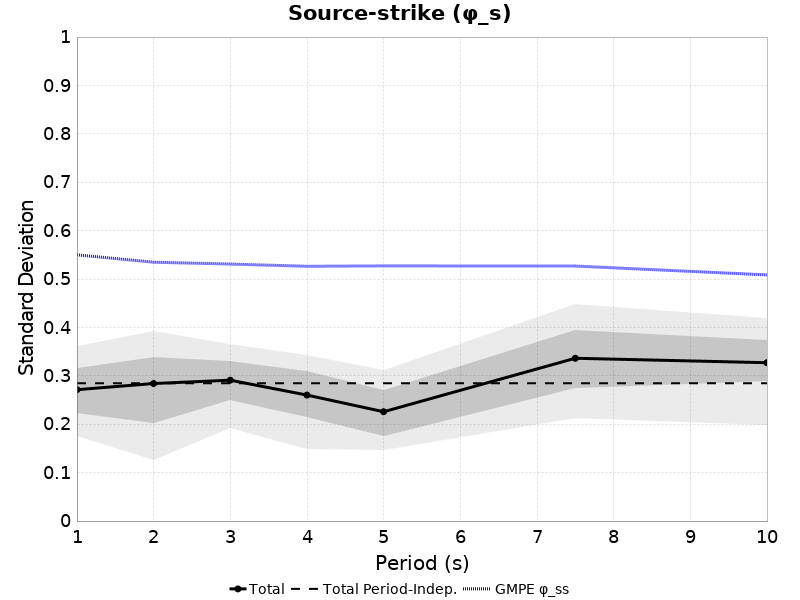 Source-strike (φ_s)
Standard Deviation
1
0.9
0.8
0.7
0.6
0.5
0.4
0.3
0.2
0.1
0
1 2 3 4 5 6 7 8 9 10
Period (s)
Total Total Period-Indep. GMPE φ_ss